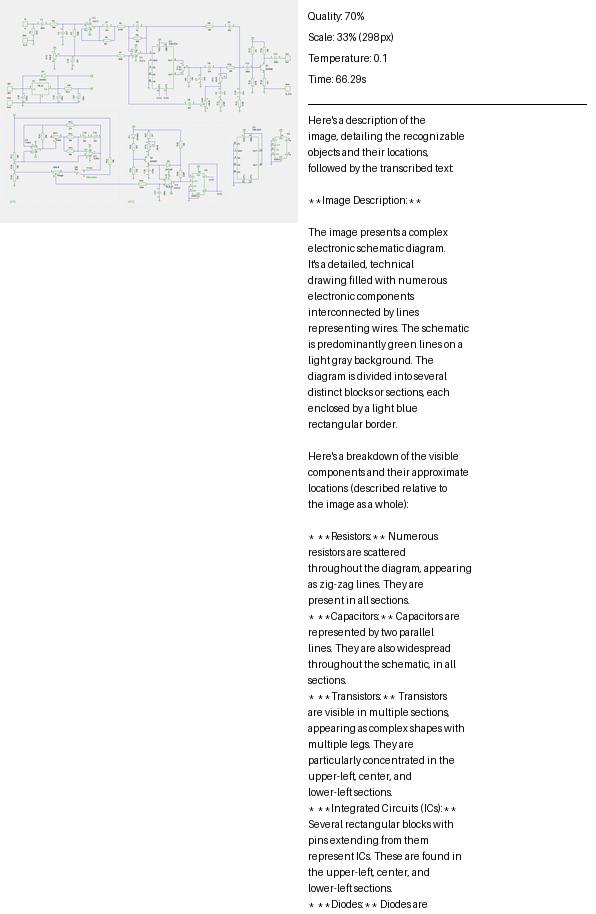 Quality: 70%
Scale: 33% (298px)
Temperature: 0.1
Time: 66.29s
Here's a description of the
image, detailing the recognizable
objects and their locations,
followed by the transcribed text:
**Image Description:**
The image presents a complex
electronic schematic diagram.
It's a detailed, technical
drawing filled with numerous
electronic components
interconnected by lines
representing wires. The schematic
is predominantly green lines on a
light gray background. The
diagram is divided into several
distinct blocks or sections, each
enclosed by a light blue
rectangular border.
Here's a breakdown of the visible
components and their approximate
locations (described relative to
the image as a whole):
* **Resistors:** Numerous
resistors are scattered
throughout the diagram, appearing
as zig-zag lines. They are
present in all sections.
* **Capacitors:** Capacitors are
represented by two parallel
lines. They are also widespread
throughout the schematic, in all
sections.
* **Transistors:** Transistors
are visible in multiple sections,
appearing as complex shapes with
multiple legs. They are
particularly concentrated in the
upper-left, center, and
lower-left sections.
* **Integrated Circuits (ICs):**
Several rectangular blocks with
pins extending from them
represent ICs. These are found in
the upper-left, center, and
lower-left sections.
* **Diodes:** Diodes are